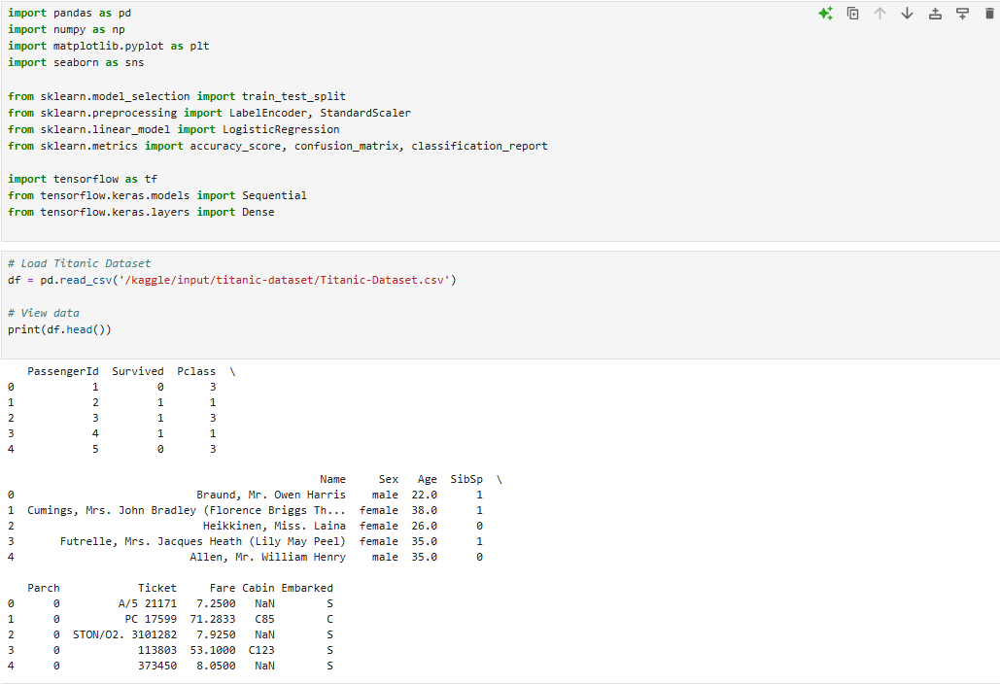 import pandas as pd
import numpy as np
import matplotlib.pyplot as plt
import seaborn as sns
from sklearn.model_selection import train_test_split
from sklearn.preprocessing import LabelEncoder, StandardScaler
from sklearn.linear_model import LogisticRegression
from sklearn.metrics import accuracy_score, confusion_matrix, classification_report
import tensorflow as tf
from tensorflow.keras.models import Sequential
from tensorflow.keras.layers import Dense
# Load Titanic Dataset
df = pd.read_csv('/kaggle/input/titanic-dataset/Titanic-Dataset.csv')
# View data
print(df.head())
PassengerId Survived Pclass \
0 1 0 3
1 2 1 1
2 3 1 3
3 4 1 1
4 5 0 3
Name Sex Age SibSp \
0 Braund, Mr. Owen Harris male 22.0 1
1 Cumings, Mrs. John Bradley (Florence Briggs Th... female 38.0 1
2 Heikkinen, Miss. Laina female 26.0 0
3 Futrelle, Mrs. Jacques Heath (Lily May Peel) female 35.0 1
4 Allen, Mr. William Henry male 35.0 0
Parch Ticket Fare Cabin Embarked
0 0 A/5 21171 7.2500 NaN S
1 0 PC 17599 71.2833 C85 C
2 0 STON/O2. 3101282 7.9250 NaN S
3 0 113803 53.1000 C123 S
4 0 373450 8.0500 NaN S